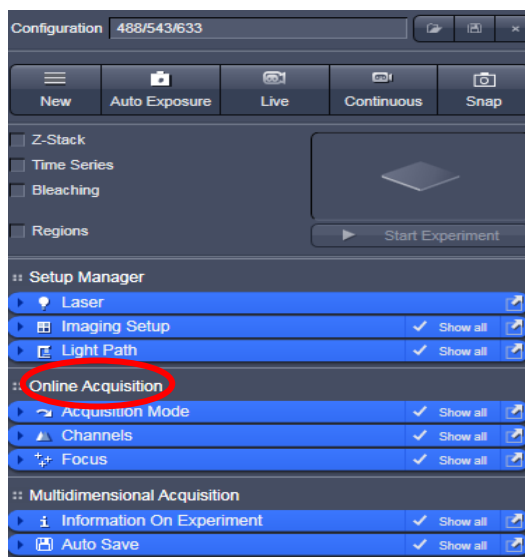 Configuration 488/543/633
New Auto Exposure Live Continuous Snap
Z-Stack
Time Series
Bleaching
Regions
Start Experiment
Setup Manager
Laser
Imaging Setup Show all
Light Path Show all
Online Acquisition
Acquisition Mode Show all
Channels Show all
Focus Show all
Multidimensional Acquisition
Information On Experiment Show all
Auto Save Show all